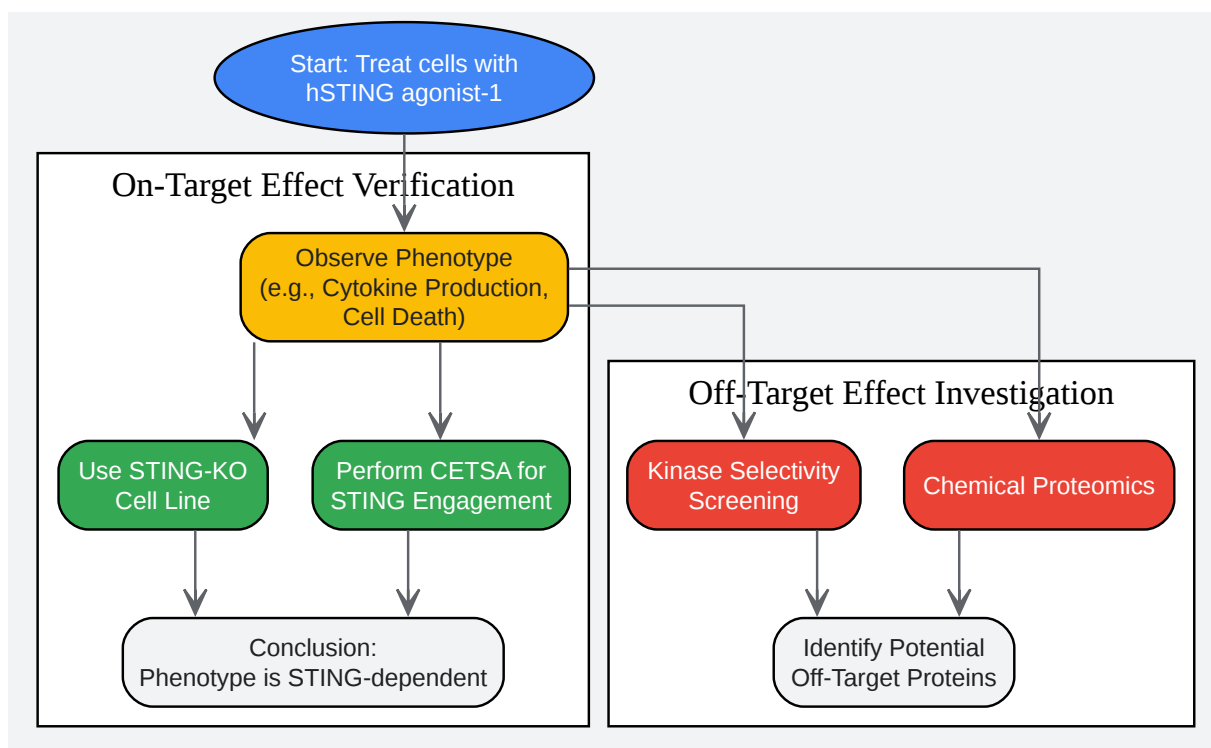 Start: Treat cells with
hSTING agonist-1
On-Target Effect Verification
Observe Phenotype
(e.g., Cytokine Production,
Cell Death)
Use STING-KO
Cell Line
Perform CETSA for
STING Engagement
Conclusion:
Phenotype is STING-dependent
Off-Target Effect Investigation
Kinase Selectivity
Screening
Chemical Proteomics
Identify Potential
Off-Target Proteins